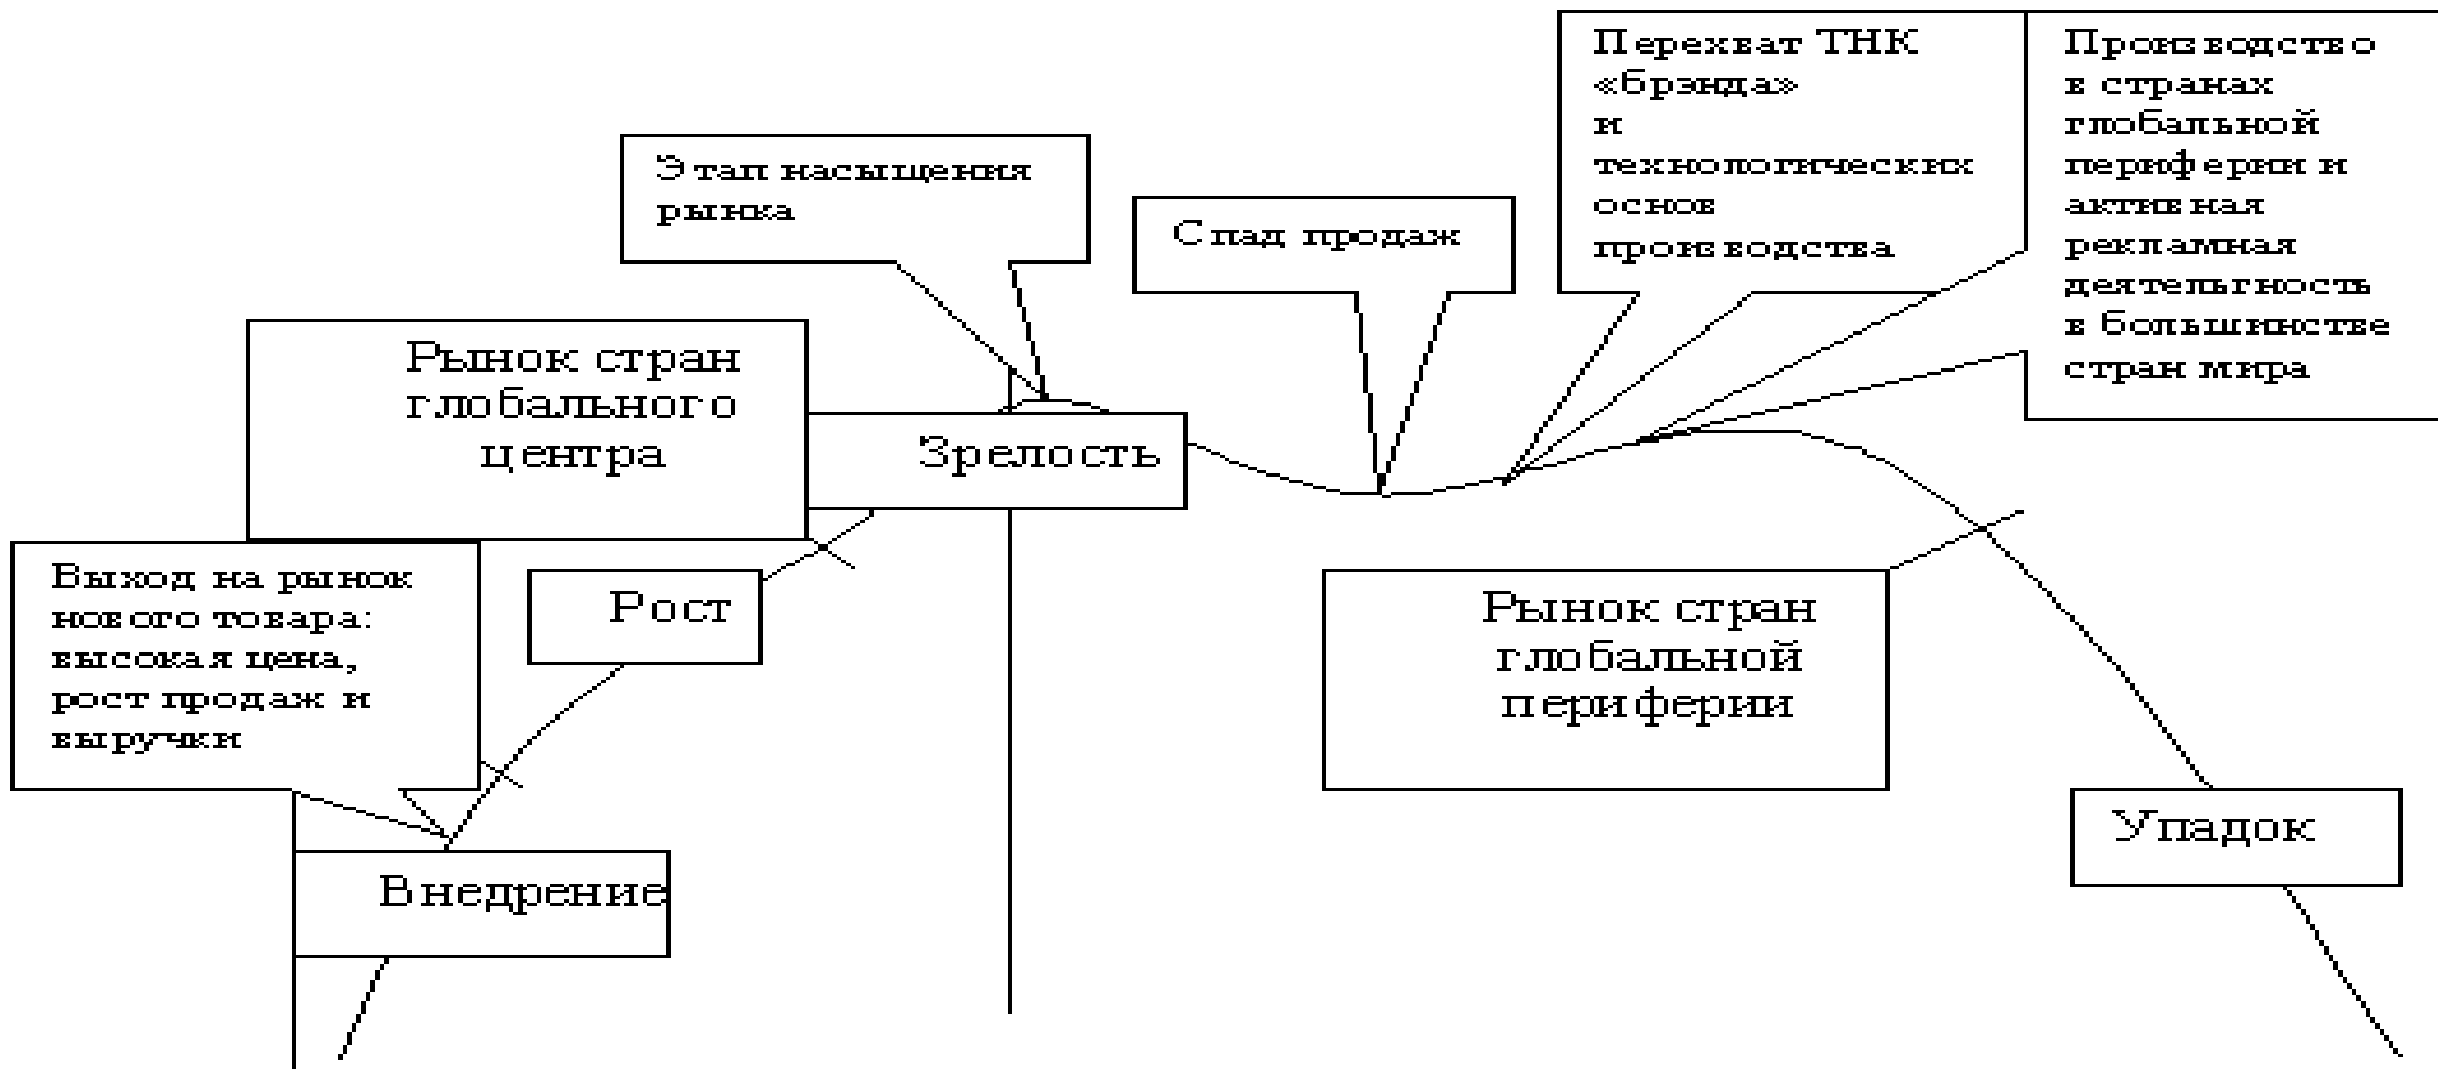 Перехват ТНК
«брэнда»
и
технологических
основ
производства
Производство
в странах
глобальной
периферии и
активная
рекламная
деятельгность
в большинстве
стран мира
Этап насыщения
рынка
Спад продаж
Рынок стран
глобального
центра
Зрелость
Выход на рынок
нового товара:
высокая цена,
рост продаж и
выручки
Рост
Рынок стран
глобальной
периферии
Упадок
Внедрение